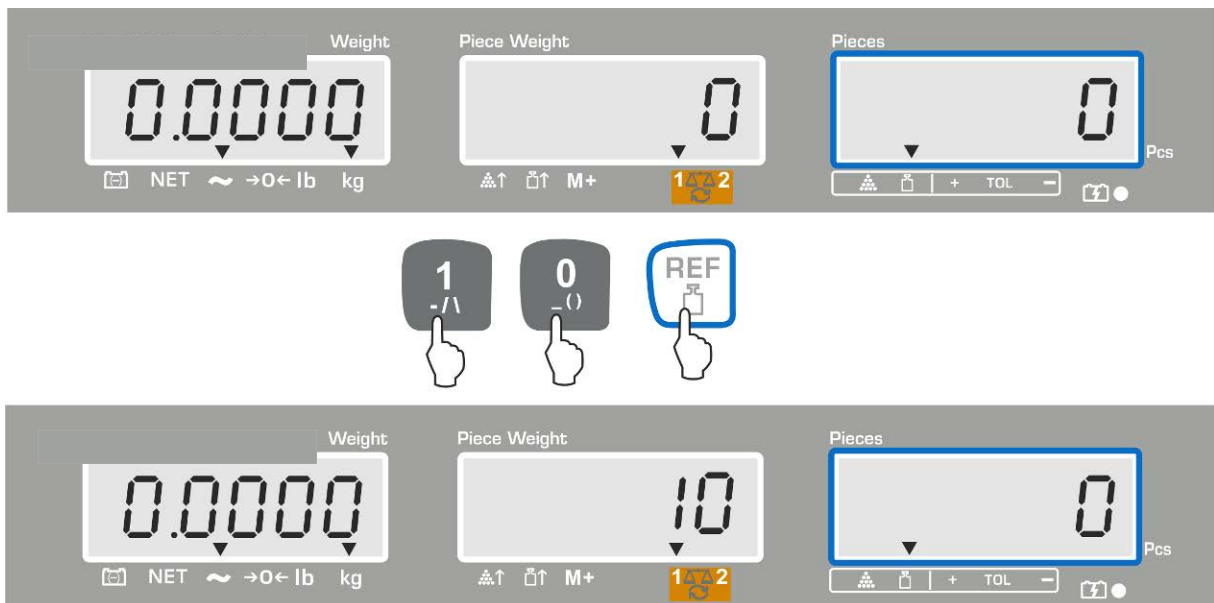 Weight Piece Weight Pieces
0.0000 0 0
Pcs
NET ~ →0← lb kg M+ 1 2 + TOL −
1 0 REF
-/\ _()
Weight Piece Weight Pieces
0.0000 10 0
Pcs
NET ~ →0← lb kg M+ 1 2 + TOL −